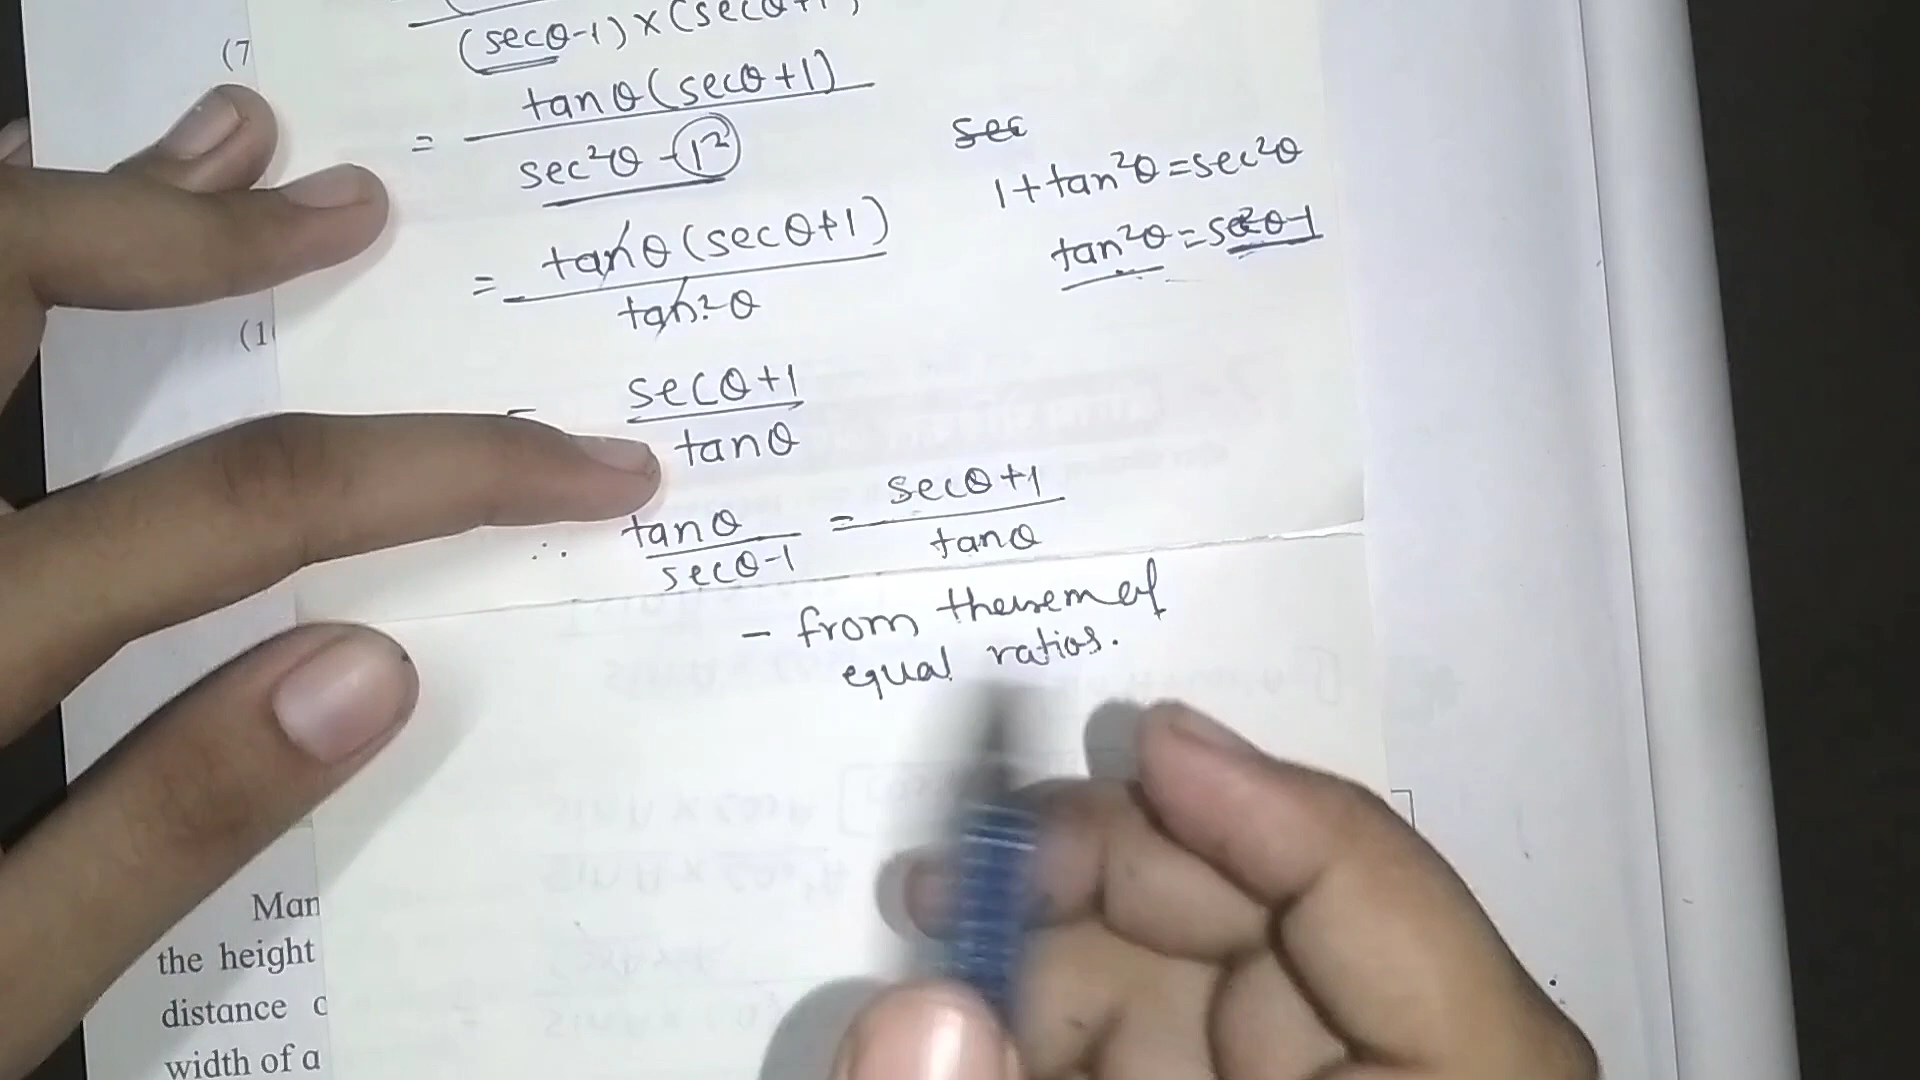 (secθ-1)×(secθ+1)
(7
tanθ(secθ+1)
= sec²θ-1²
sec
1+tan²θ=sec²θ
tan²θ=sec²θ-1
= tanθ(secθ+1)
tan²θ
(1
secθ+1
tanθ
∴ tanθ = secθ+1
secθ-1 tanθ
- from theorem of
equal ratios.
Man
the height
distance
width of a